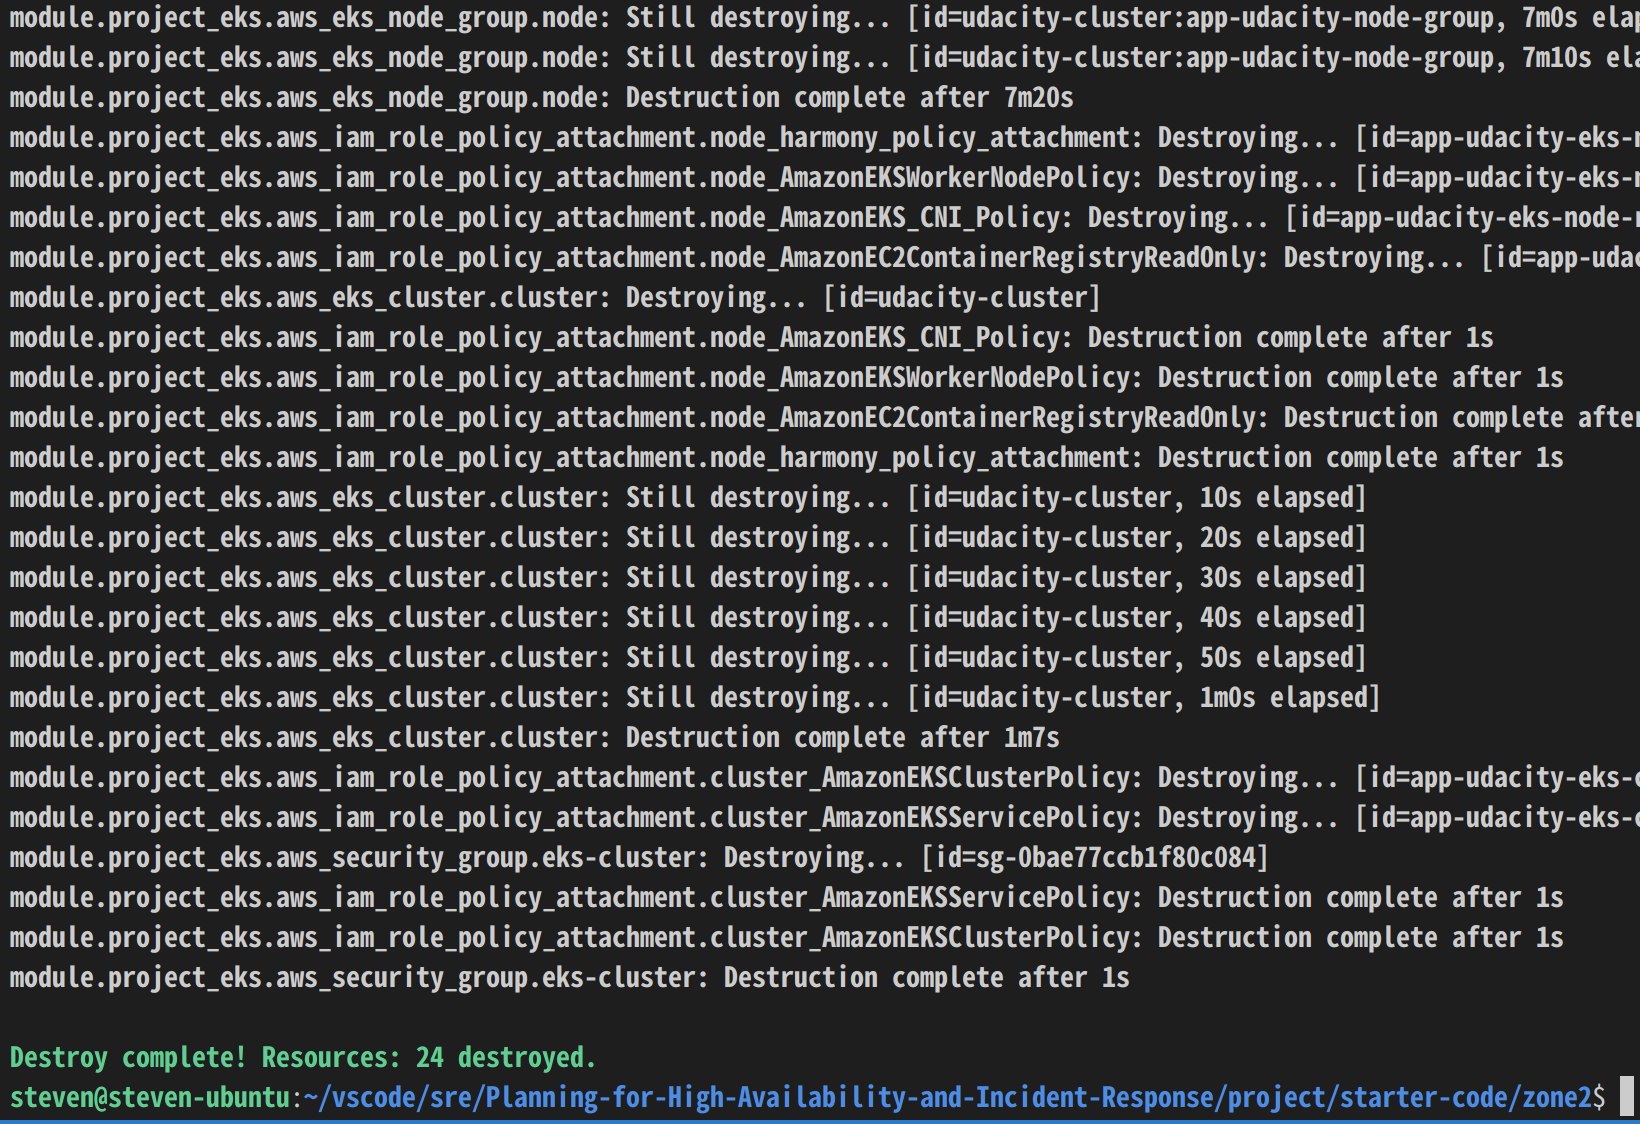 module.project_eks.aws_eks_node_group.node: Still destroying... [id=udacity-cluster:app-udacity-node-group, 7m0s elap
module.project_eks.aws_eks_node_group.node: Still destroying... [id=udacity-cluster:app-udacity-node-group, 7m10s ela
module.project_eks.aws_eks_node_group.node: Destruction complete after 7m20s
module.project_eks.aws_iam_role_policy_attachment.node_harmony_policy_attachment: Destroying... [id=app-udacity-eks-n
module.project_eks.aws_iam_role_policy_attachment.node_AmazonEKSWorkerNodePolicy: Destroying... [id=app-udacity-eks-n
module.project_eks.aws_iam_role_policy_attachment.node_AmazonEKS_CNI_Policy: Destroying... [id=app-udacity-eks-node-r
module.project_eks.aws_iam_role_policy_attachment.node_AmazonEC2ContainerRegistryReadOnly: Destroying... [id=app-udac
module.project_eks.aws_eks_cluster.cluster: Destroying... [id=udacity-cluster]
module.project_eks.aws_iam_role_policy_attachment.node_AmazonEKS_CNI_Policy: Destruction complete after 1s
module.project_eks.aws_iam_role_policy_attachment.node_AmazonEKSWorkerNodePolicy: Destruction complete after 1s
module.project_eks.aws_iam_role_policy_attachment.node_AmazonEC2ContainerRegistryReadOnly: Destruction complete after
module.project_eks.aws_iam_role_policy_attachment.node_harmony_policy_attachment: Destruction complete after 1s
module.project_eks.aws_eks_cluster.cluster: Still destroying... [id=udacity-cluster, 10s elapsed]
module.project_eks.aws_eks_cluster.cluster: Still destroying... [id=udacity-cluster, 20s elapsed]
module.project_eks.aws_eks_cluster.cluster: Still destroying... [id=udacity-cluster, 30s elapsed]
module.project_eks.aws_eks_cluster.cluster: Still destroying... [id=udacity-cluster, 40s elapsed]
module.project_eks.aws_eks_cluster.cluster: Still destroying... [id=udacity-cluster, 50s elapsed]
module.project_eks.aws_eks_cluster.cluster: Still destroying... [id=udacity-cluster, 1m0s elapsed]
module.project_eks.aws_eks_cluster.cluster: Destruction complete after 1m7s
module.project_eks.aws_iam_role_policy_attachment.cluster_AmazonEKSClusterPolicy: Destroying... [id=app-udacity-eks-c
module.project_eks.aws_iam_role_policy_attachment.cluster_AmazonEKSServicePolicy: Destroying... [id=app-udacity-eks-c
module.project_eks.aws_security_group.eks-cluster: Destroying... [id=sg-0bae77ccb1f80c084]
module.project_eks.aws_iam_role_policy_attachment.cluster_AmazonEKSServicePolicy: Destruction complete after 1s
module.project_eks.aws_iam_role_policy_attachment.cluster_AmazonEKSClusterPolicy: Destruction complete after 1s
module.project_eks.aws_security_group.eks-cluster: Destruction complete after 1s
Destroy complete! Resources: 24 destroyed.
steven@steven-ubuntu:~/vscode/sre/Planning-for-High-Availability-and-Incident-Response/project/starter-code/zone2$